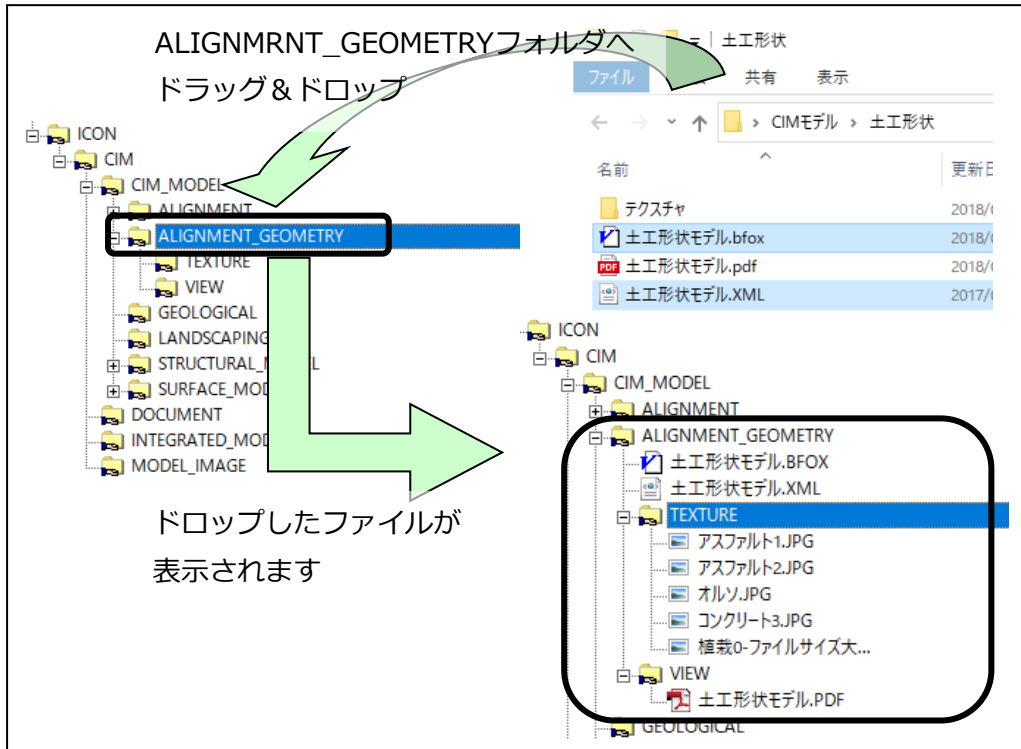 ALIGNMRNT_GEOMETRYフォルダへ
ドラッグ＆ドロップ
土工形状
ファイル
共有
表示
CIMモデル
土工形状
名前
更新日
テクスチャ
2018/
土工形状モデル.bfox
2018/
土工形状モデル.pdf
2018/
土工形状モデル.XML
2017/
ICON
CIM
CIM_MODEL
ALIGNMENT
ALIGNMENT_GEOMETRY
TEXTURE
VIEW
GEOLOGICAL
LANDSCAPING
STRUCTURAL_
SURFACE_MOD
DOCUMENT
INTEGRATED_MOD
MODEL_IMAGE
ドロップしたファイルが
表示されます
ICON
CIM
CIM_MODEL
ALIGNMENT
ALIGNMENT_GEOMETRY
土工形状モデル.BFOX
土工形状モデル.XML
TEXTURE
アスファルト1.JPG
アスファルト2.JPG
オルソ.JPG
コンクリート3.JPG
植栽0-ファイルサイズ大...
VIEW
土工形状モデル.PDF
GEOLOGICAL